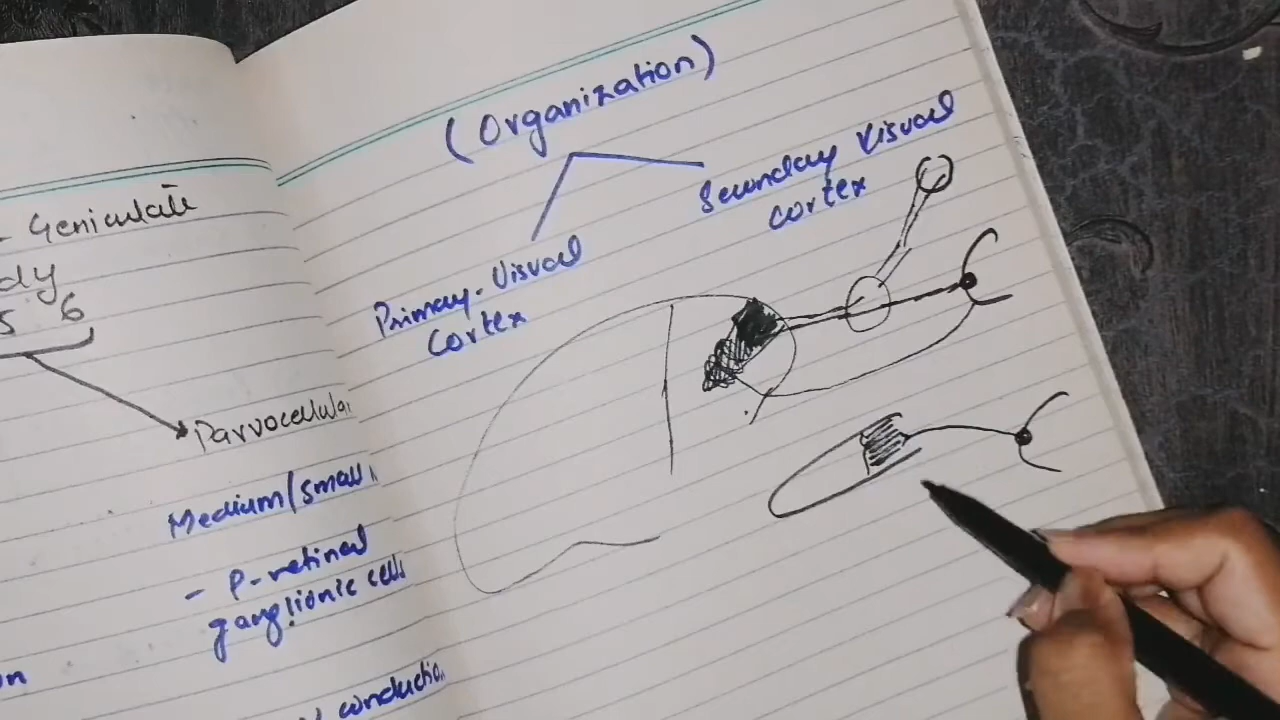 - Geniculate
dy
5 6
Parvocellular
Medium/small
- P-retinal
ganglionic cells
conduction
(Organization)
Secondary Visual
cortex
Primary-Visual
Cortex